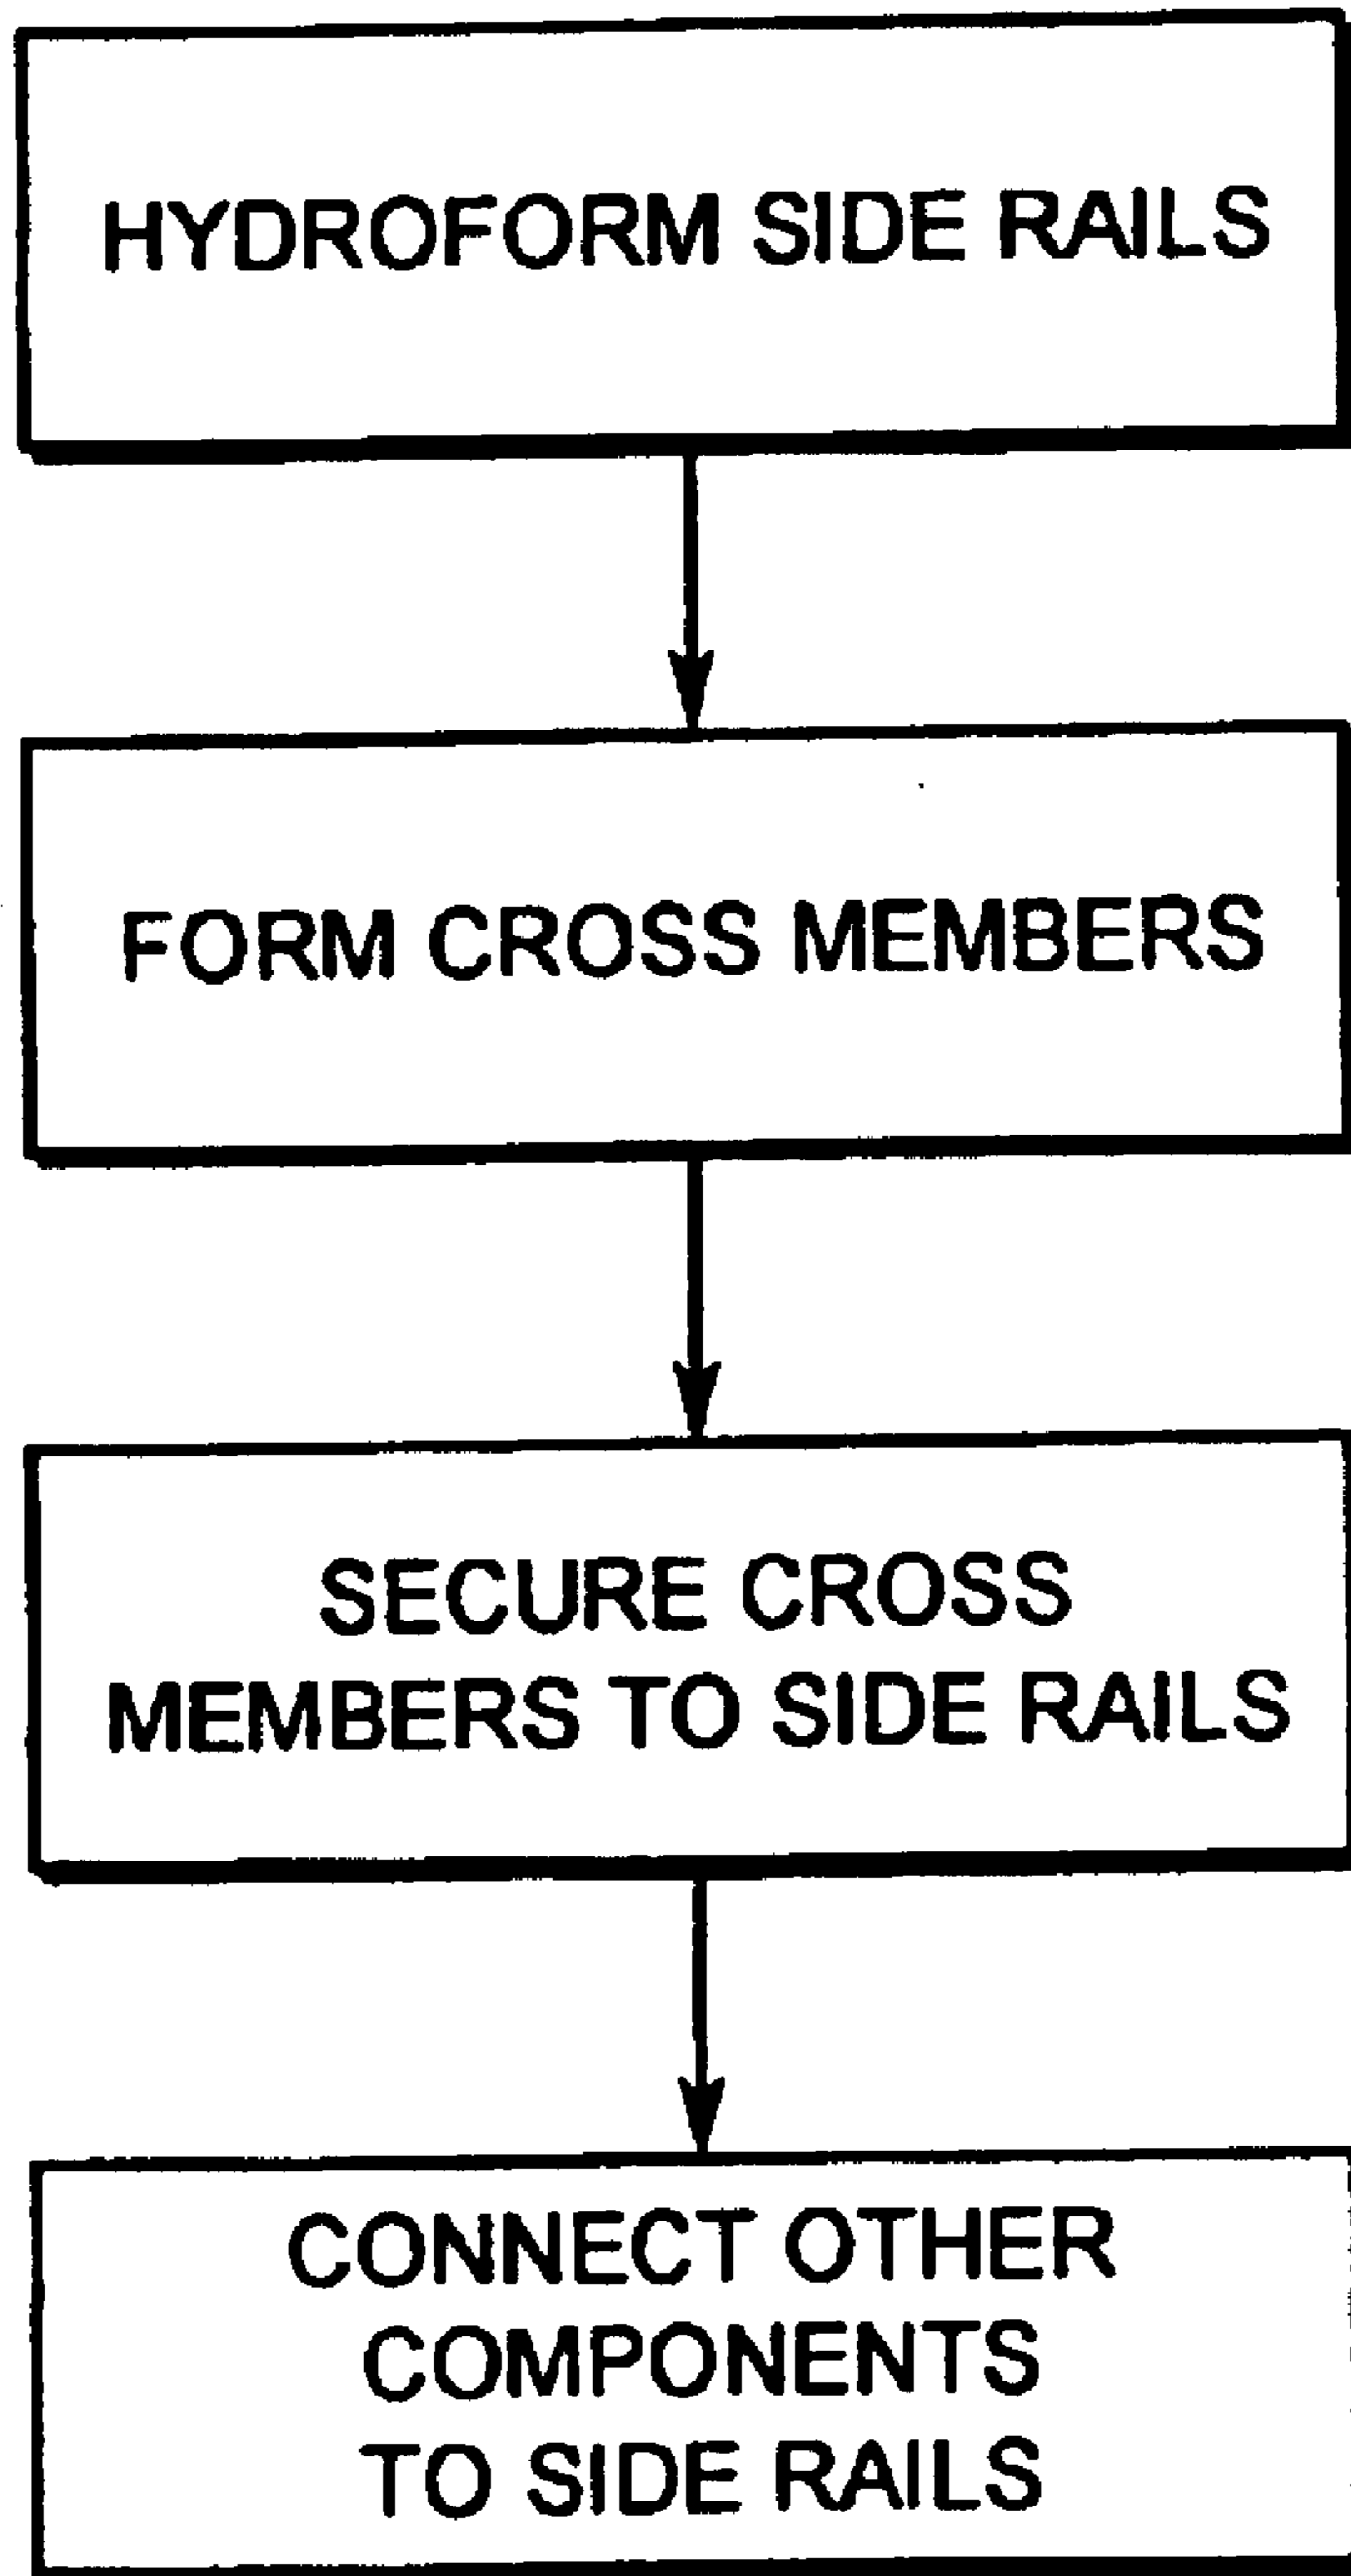 HYDROFORM SIDE RAILS
FORM CROSS MEMBERS
SECURE CROSS
MEMBERS TO SIDE RAILS
CONNECT OTHER
COMPONENTS
TO SIDE RAILS